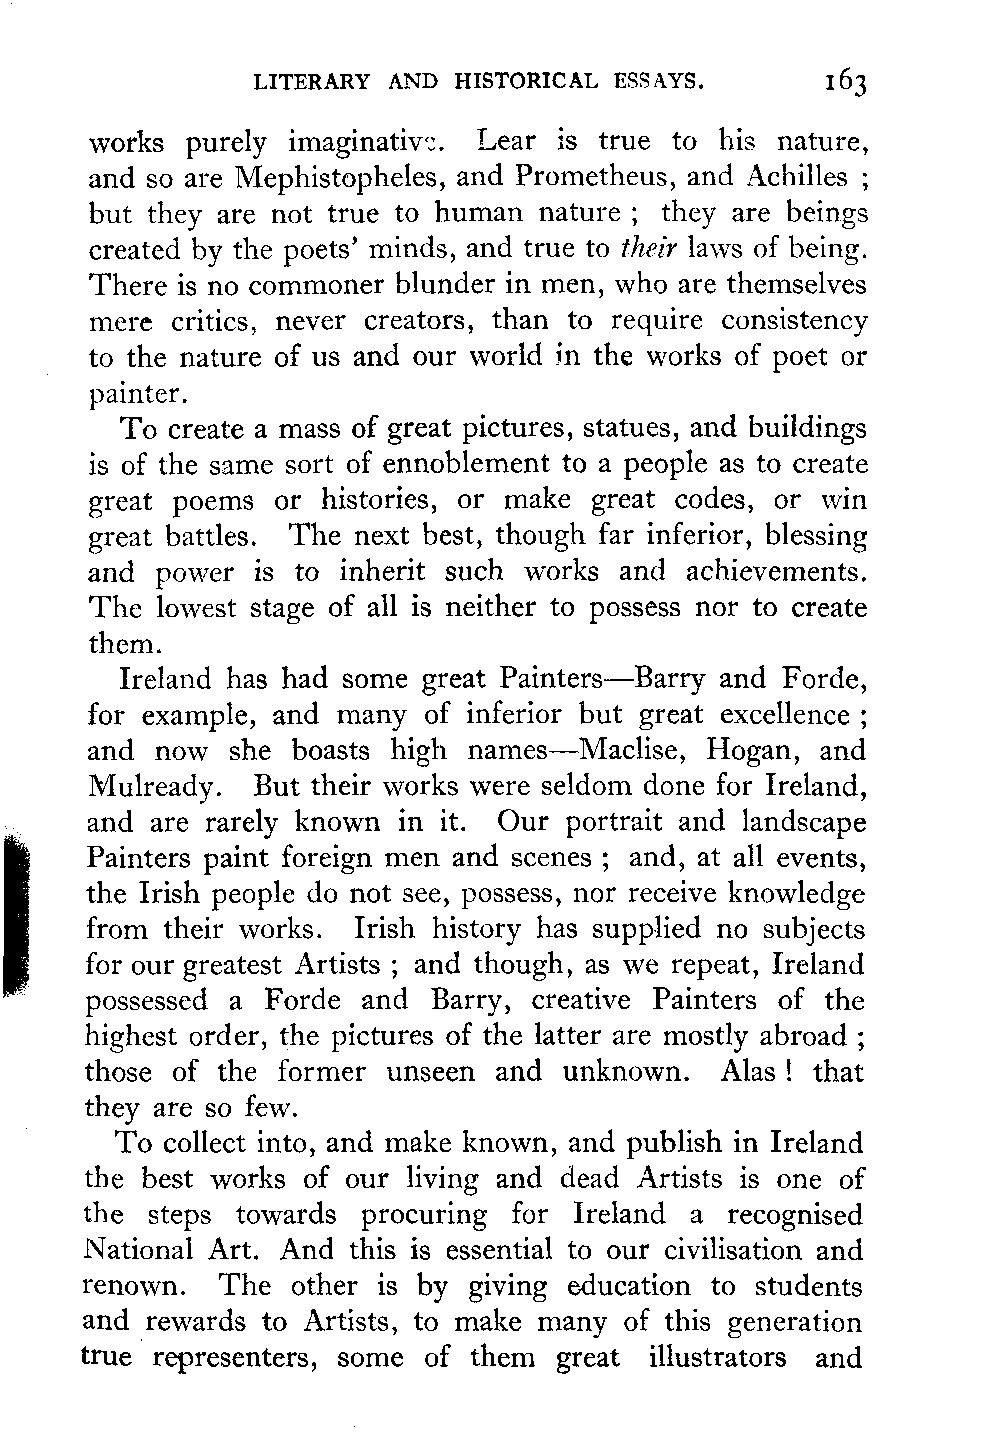 LITERARY AND HISTORICAL ESSAYS. 163
works purely imaginative. Lear is true to his nature,
and so are Mephistopheles, and Prometheus, and Achilles ;
but they are not true to human nature ; they are beings
created by the poets' minds, and true to their laws of being.
There is no commoner blunder in men, who are themselves
mere critics, never creators, than to require consistency
to the nature of us and our world in the works of poet or
painter.
To create a mass of great pictures, statues, and buildings
is of the same sort of ennoblement to a people as to create
great poems or histories, or make great codes, or win
great battles. The next best, though far inferior, blessing
and power is to inherit such works and achievements.
The lowest stage of all is neither to possess nor to create
them.
Ireland has had some great Painters—Barry and Forde,
for example, and many of inferior but great excellence ;
and now she boasts high names—Maclise, Hogan, and
Mulready. But their works were seldom done for Ireland,
and are rarely known in it. Our portrait and landscape
Painters paint foreign men and scenes ; and, at all events,
the Irish people do not see, possess, nor receive knowledge
from their works. Irish history has supplied no subjects
for our greatest Artists ; and though, as we repeat, Ireland
possessed a Forde and Barry, creative Painters of the
highest order, the pictures of the latter are mostly abroad ;
those of the former unseen and unknown. Alas ! that
they are so few.
To collect into, and make known, and publish in Ireland
the best works of our living and dead Artists is one of
the steps towards procuring for Ireland a recognised
National Art. And this is essential to our civilisation and
renown. The other is by giving education to students
and rewards to Artists, to make many of this generation
true representers, some of them great illustrators and